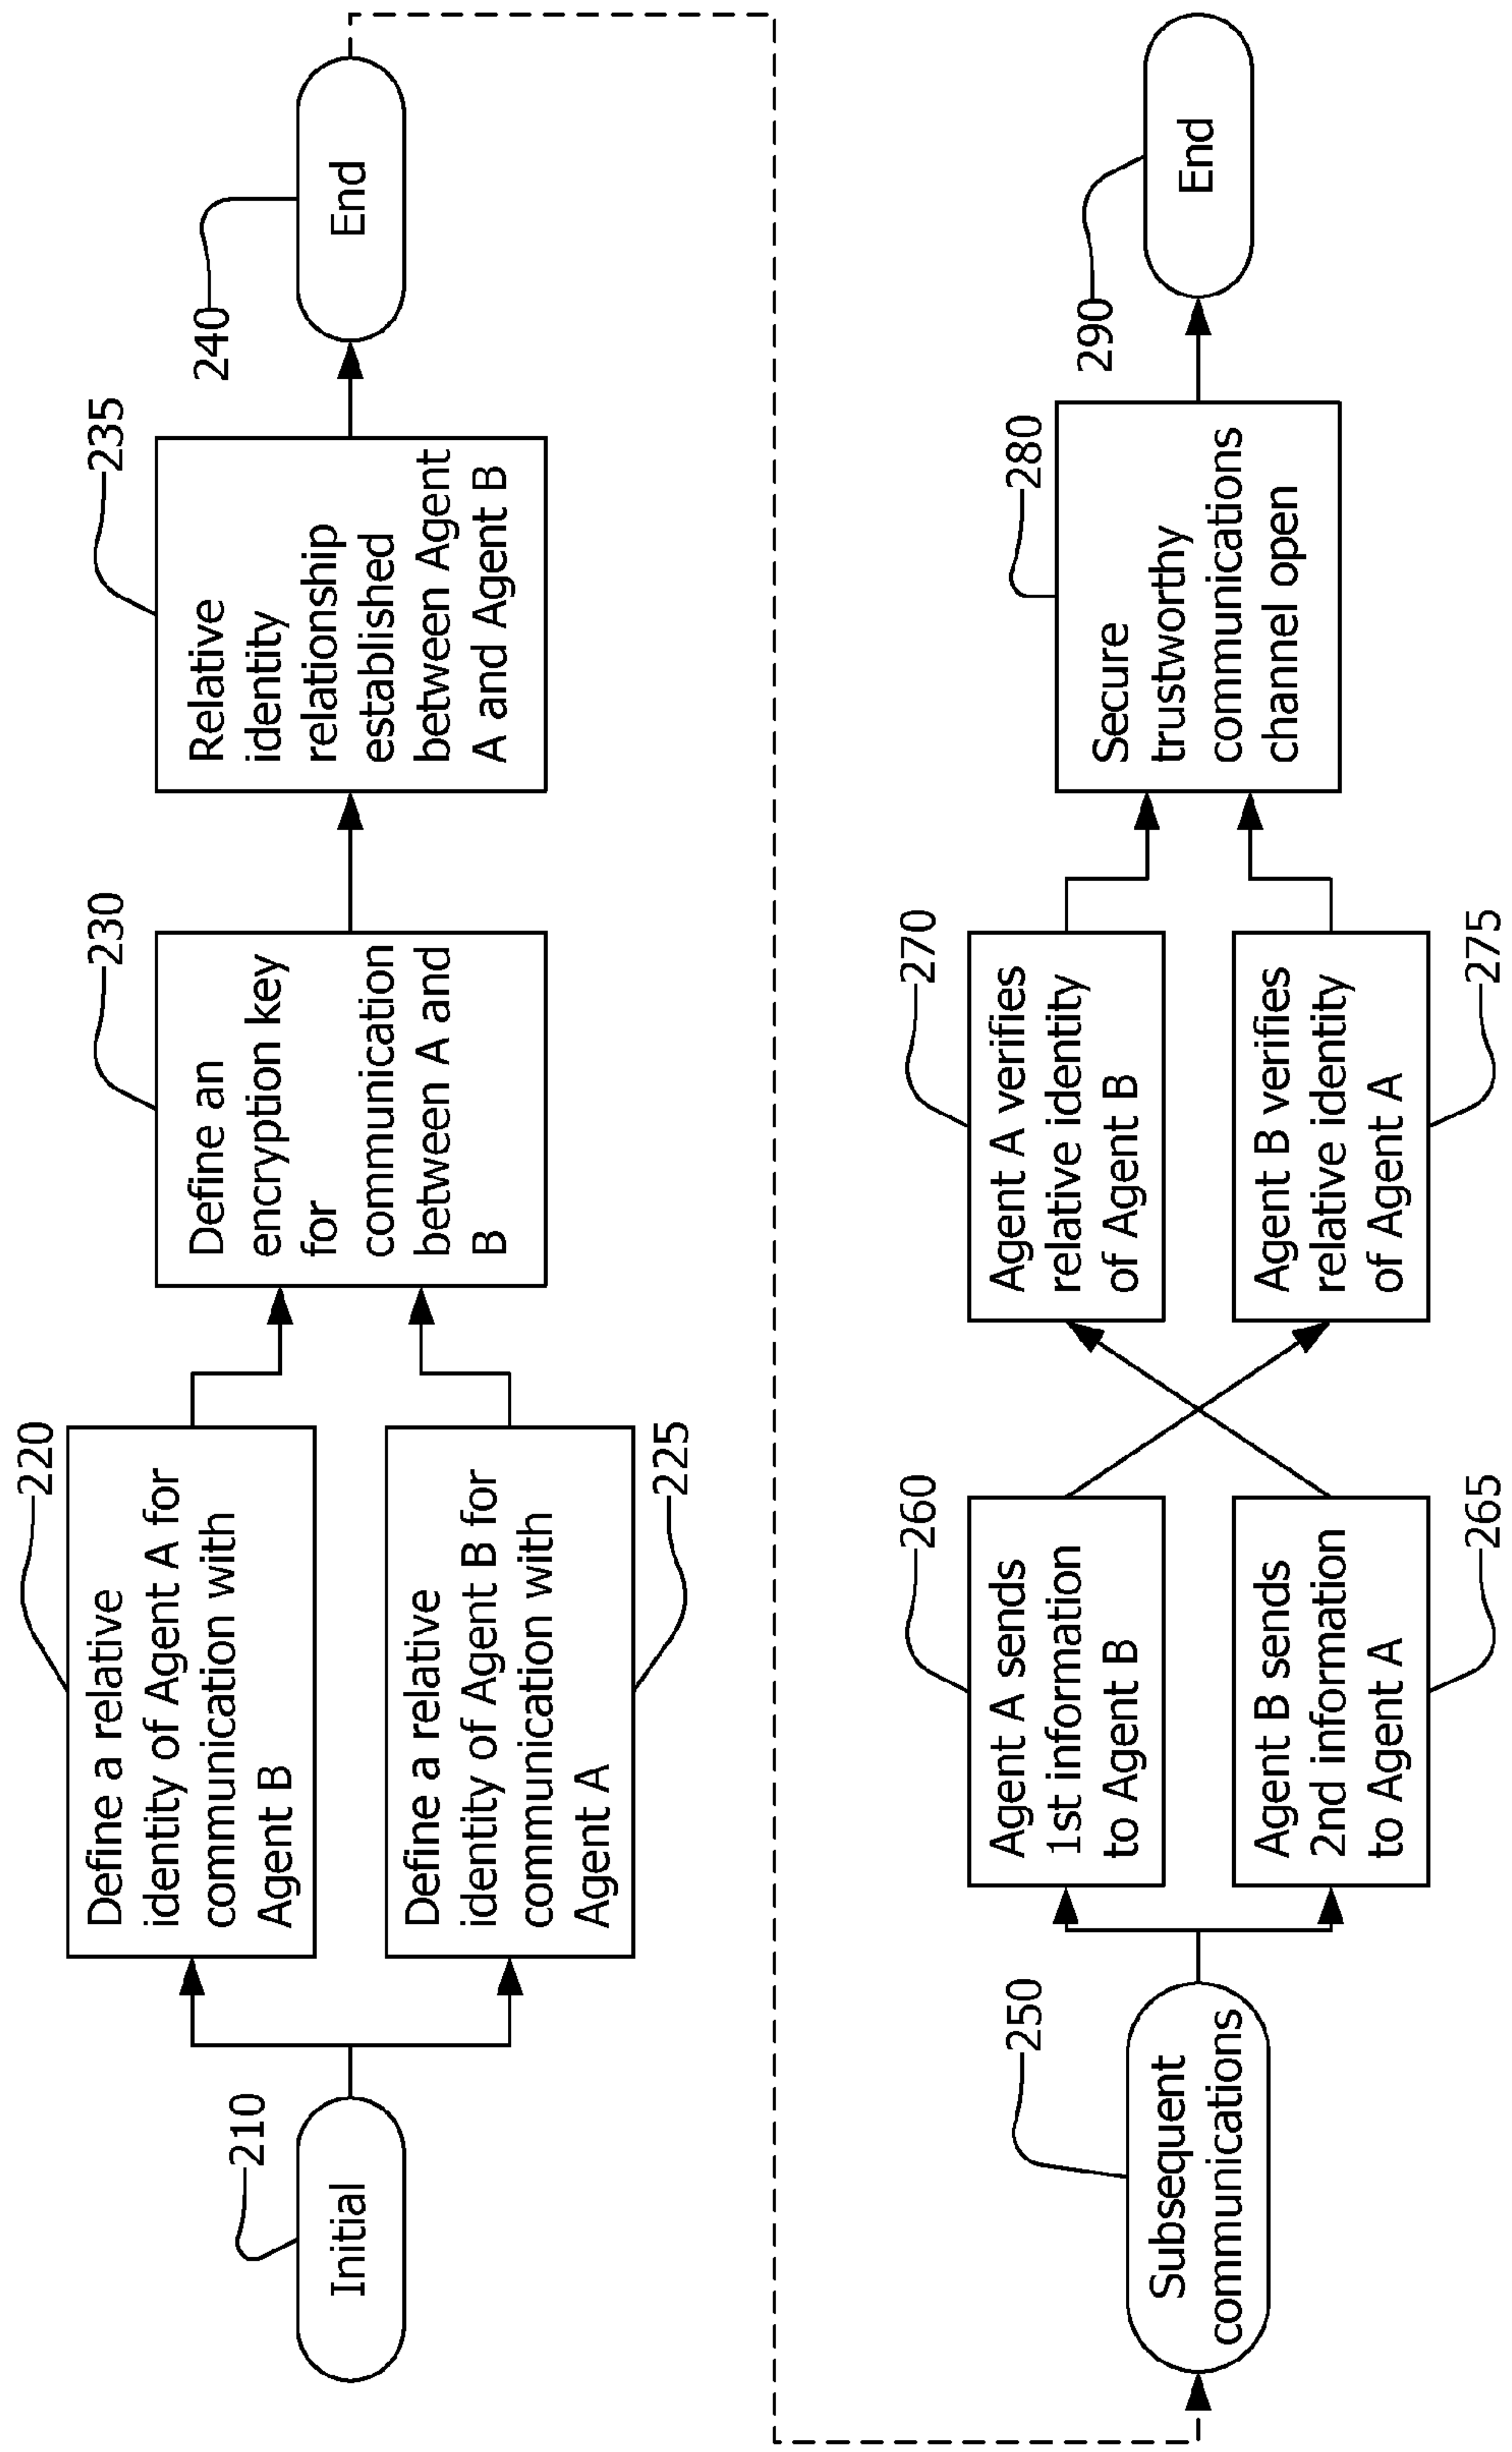 210
Initial
220
Define a relative
identity of Agent A for
communication with
Agent B
Define a relative
identity of Agent B for
communication with
Agent A
225
230
Define an
encryption key
for
communication
between A and
B
235
Relative
identity
relationship
established
between Agent
A and Agent B
240
End
250
Subsequent
communications
260
Agent A sends
1st information
to Agent B
Agent B sends
2nd information
to Agent A
265
270
Agent A verifies
relative identity
of Agent B
Agent B verifies
relative identity
of Agent A
275
280
Secure
trustworthy
communications
channel open
290
End